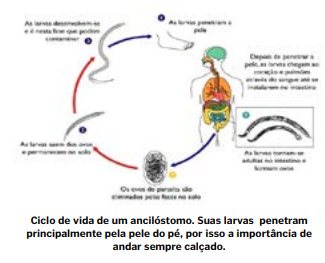 As larvas desenvolvem-se
e é nesta fase que podem
contaminar
As larvas penetram a
pele
Depois de penetrar a
pele, as larvas chegam ao
coração e pulmões
através do sangue até se
instalarem no intestino
As larvas tornam-se
adultas no intestino e
formam ovos
Os ovos do parasita são
eliminados pelas fezes no solo
As larvas saem dos ovos
e permanecem no solo
Ciclo de vida de um ancilóstomo. Suas larvas penetram
principalmente pela pele do pé, por isso a importância de
andar sempre calçado.